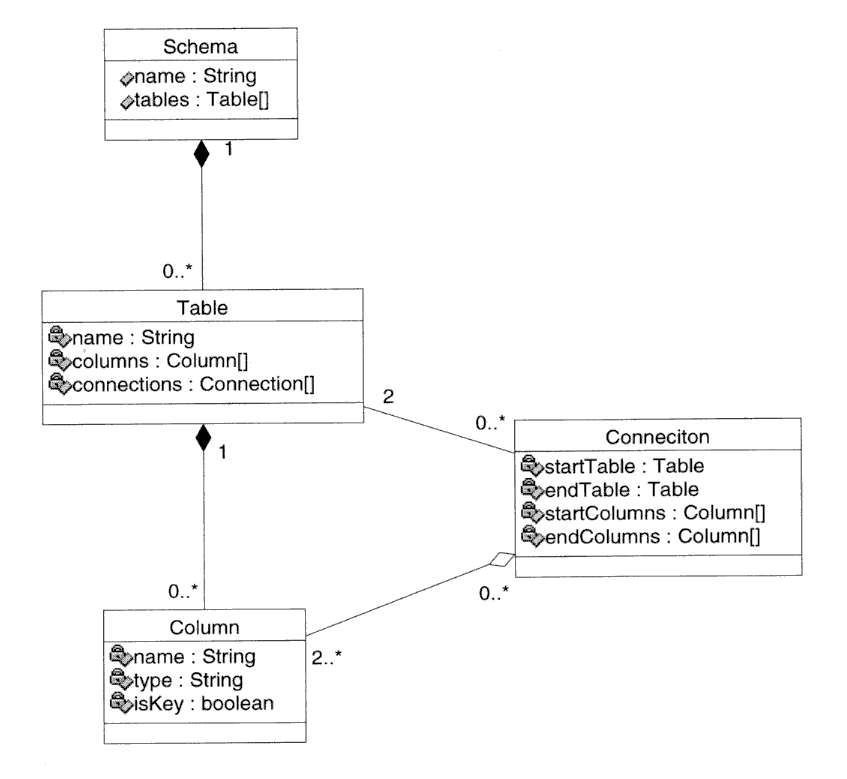 Schema
name : String
tables : Table[]
1
0..*
Table
name : String
columns : Column[]
connections : Connection[]
2
0..*
1
Conneciton
startTable : Table
endTable : Table
startColumns : Column[]
endColumns : Column[]
0..*
0..*
Column
name : String
type : String
isKey : boolean
2..*